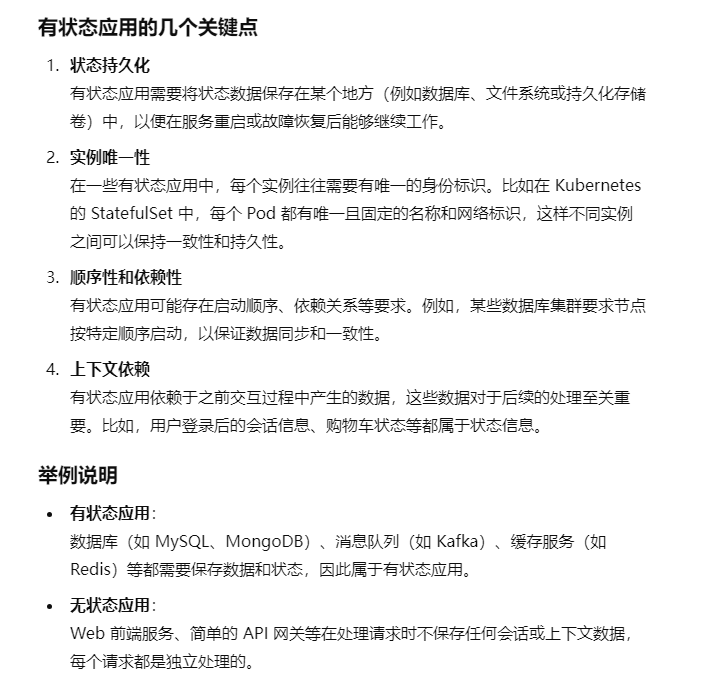 有状态应用的几个关键点
1. 状态持久化
有状态应用需要将状态数据保存在某个地方（例如数据库、文件系统或持久化存储
卷）中，以便在服务重启或故障恢复后能够继续工作。
2. 实例唯一性
在一些有状态应用中，每个实例往往需要有唯一的身份标识。比如在 Kubernetes
的 StatefulSet 中，每个 Pod 都有唯一且固定的名称和网络标识，这样不同实例
之间可以保持一致性和持久性。
3. 顺序性和依赖性
有状态应用可能存在启动顺序、依赖关系等要求。例如，某些数据库集群要求节点
按特定顺序启动，以保证数据同步和一致性。
4. 上下文依赖
有状态应用依赖于之前交互过程中产生的数据，这些数据对于后续的处理至关重
要。比如，用户登录后的会话信息、购物车状态等都属于状态信息。
举例说明
• 有状态应用：
数据库（如 MySQL、MongoDB）、消息队列（如 Kafka）、缓存服务（如
Redis）等都需要保存数据和状态，因此属于有状态应用。
• 无状态应用：
Web 前端服务、简单的 API 网关等在处理请求时不保存任何会话或上下文数据，
每个请求都是独立处理的。